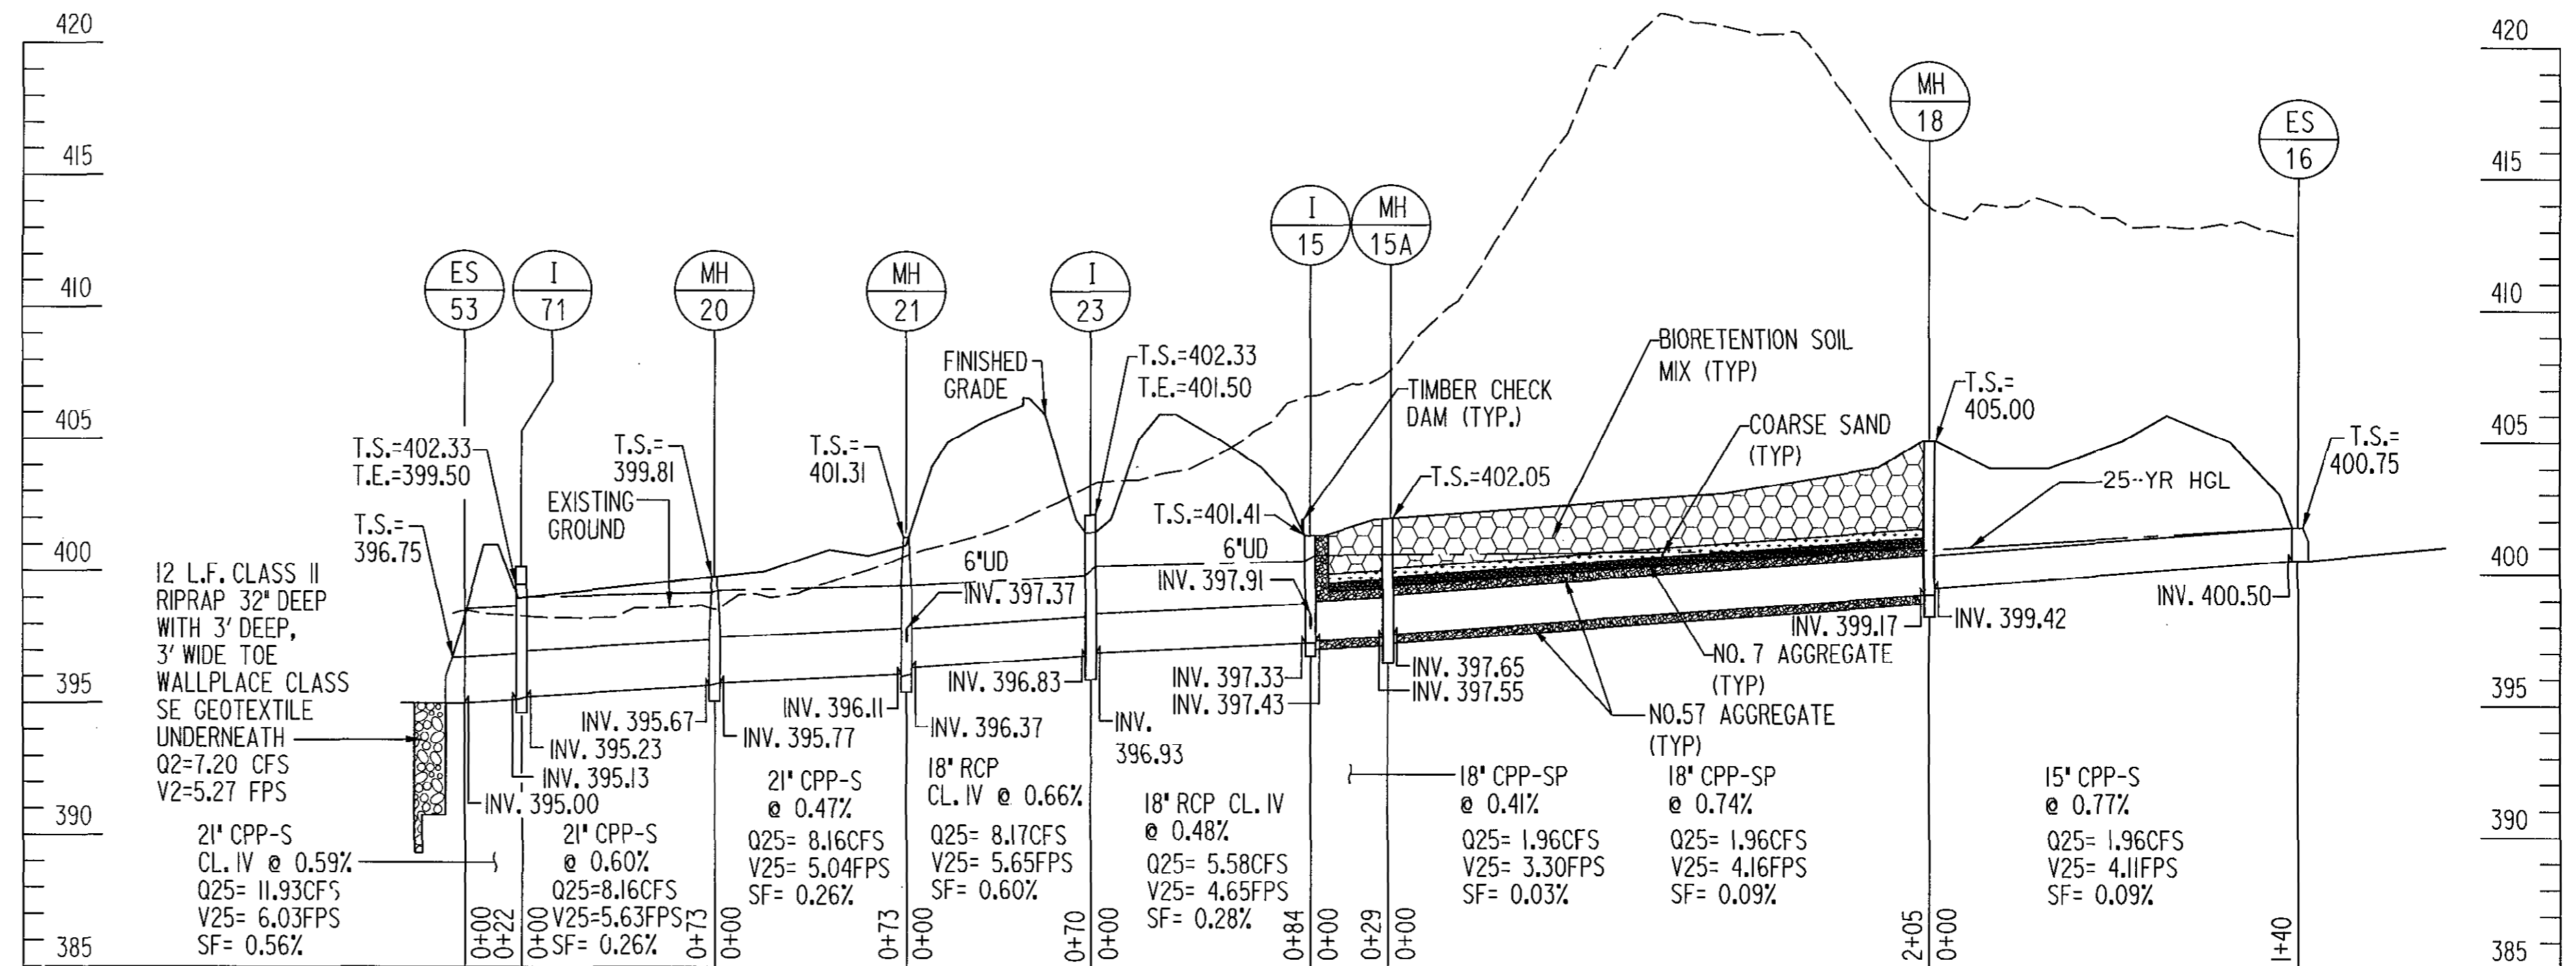 420
415
410
405
400
395
390
385
420
415
410
405
400
395
390
385
ES
53
I
71
MH
20
MH
21
I
23
I
15
MH
15A
MH
18
ES
16
T.S.=402.33
T.E.=399.50
T.S.=
396.75
EXISTING
GROUND
T.S.=
399.81
T.S.=
401.31
FINISHED
GRADE
T.S.=402.33
T.E.=401.50
TIMBER CHECK
DAM (TYP.)
BIORETENTION SOIL
MIX (TYP)
COARSE SAND
(TYP)
T.S.=
405.00
T.S.=
400.75
25-YR HGL
T.S.=401.41
T.S.=402.05
6"UD
INV. 397.37
6"UD
INV. 397.91
12 L.F. CLASS II
RIPRAP 32" DEEP
WITH 3' DEEP,
3' WIDE TOE
WALLPLACE CLASS
SE GEOTEXTILE
UNDERNEATH
Q2=7.20 CFS
V2=5.27 FPS
INV. 395.00
INV. 395.13
INV. 395.23
INV. 395.67
INV. 395.77
INV. 396.11
INV. 396.37
INV. 396.83
INV.
396.93
INV. 397.33
INV. 397.43
INV. 397.65
INV. 397.55
INV. 399.17
INV. 399.42
INV. 400.50
NO. 7 AGGREGATE
(TYP)
NO.57 AGGREGATE
(TYP)
21" CPP-S
CL. IV @ 0.59%
Q25= 11.93CFS
V25= 6.03FPS
SF= 0.56%
21" CPP-S
@ 0.60%
Q25=8.16CFS
V25=5.63FPS
SF= 0.26%
21" CPP-S
@ 0.47%
Q25= 8.16CFS
V25= 5.04FPS
SF= 0.26%
18" RCP
CL. IV @ 0.66%
Q25= 8.17CFS
V25= 5.65FPS
SF= 0.60%
18" RCP CL. IV
@ 0.48%
Q25= 5.58CFS
V25= 4.65FPS
SF= 0.28%
18" CPP-SP
@ 0.41%
Q25= 1.96CFS
V25= 3.30FPS
SF= 0.03%
18" CPP-SP
@ 0.74%
Q25= 1.96CFS
V25= 4.16FPS
SF= 0.09%
15" CPP-S
@ 0.77%
Q25= 1.96CFS
V25= 4.11FPS
SF= 0.09%
0+00
0+22
0+00
0+73
0+00
0+73
0+00
0+70
0+00
0+84
0+00
0+29
0+00
2+05
0+00
1+40